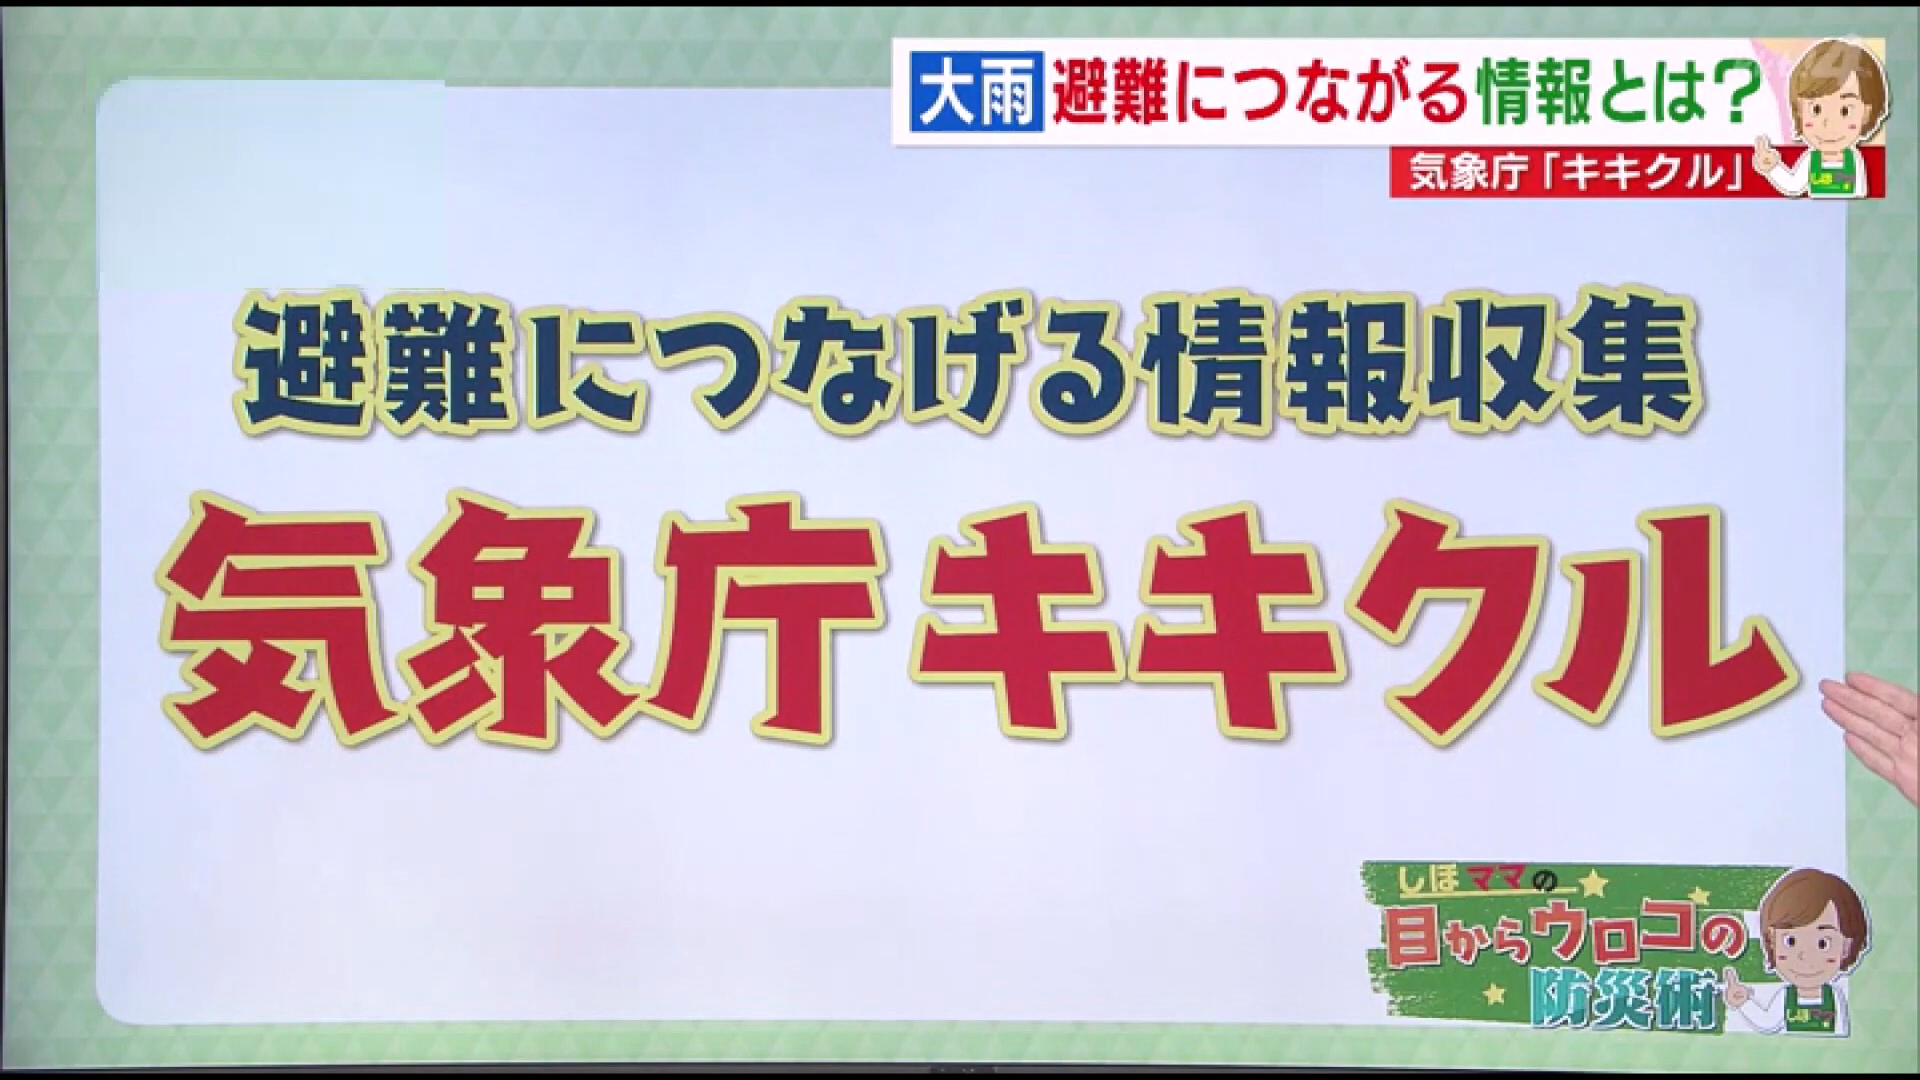 大雨 避難につながる情報とは？
気象庁「キキクル」
避難につなげる情報収集
気象庁 キキクル
しほママの
目からウロコの
防災術